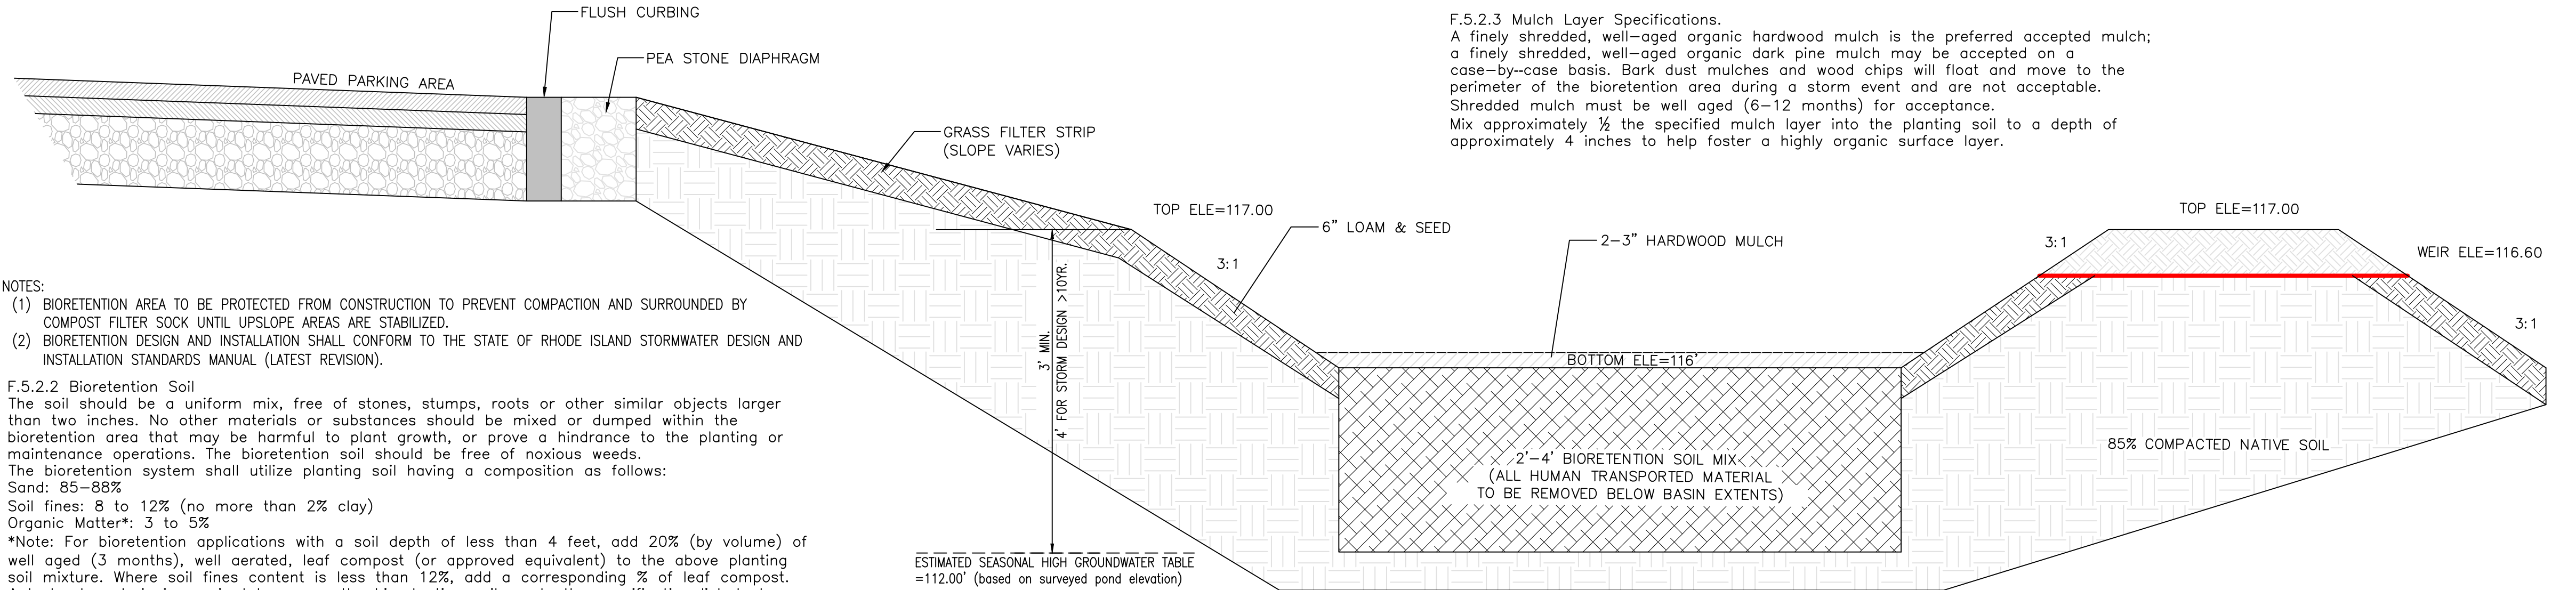 FLUSH CURBING
PEA STONE DIAPHRAGM
PAVED PARKING AREA
GRASS FILTER STRIP
(SLOPE VARIES)
F.5.2.3 Mulch Layer Specifications.
A finely shredded, well-aged organic hardwood mulch is the preferred accepted mulch;
a finely shredded, well-aged organic dark pine mulch may be accepted on a
case-by-case basis. Bark dust mulches and wood chips will float and move to the
perimeter of the bioretention area during a storm event and are not acceptable.
Shredded mulch must be well aged (6-12 months) for acceptance.
Mix approximately ½ the specified mulch layer into the planting soil to a depth of
approximately 4 inches to help foster a highly organic surface layer.
TOP ELE=117.00
6" LOAM & SEED
3:1
2-3" HARDWOOD MULCH
TOP ELE=117.00
3:1
WEIR ELE=116.60
3:1
BOTTOM ELE=116'
3' MIN.
4' FOR STORM DESIGN >10YR.
2'-4' BIORETENTION SOIL MIX
(ALL HUMAN TRANSPORTED MATERIAL
TO BE REMOVED BELOW BASIN EXTENTS)
85% COMPACTED NATIVE SOIL
ESTIMATED SEASONAL HIGH GROUNDWATER TABLE
=112.00' (based on surveyed pond elevation)
NOTES:
(1) BIORETENTION AREA TO BE PROTECTED FROM CONSTRUCTION TO PREVENT COMPACTION AND SURROUNDED BY
COMPOST FILTER SOCK UNTIL UPSLOPE AREAS ARE STABILIZED.
(2) BIORETENTION DESIGN AND INSTALLATION SHALL CONFORM TO THE STATE OF RHODE ISLAND STORMWATER DESIGN AND
INSTALLATION STANDARDS MANUAL (LATEST REVISION).
F.5.2.2 Bioretention Soil
The soil should be a uniform mix, free of stones, stumps, roots or other similar objects larger
than two inches. No other materials or substances should be mixed or dumped within the
bioretention area that may be harmful to plant growth, or prove a hindrance to the planting or
maintenance operations. The bioretention soil should be free of noxious weeds.
The bioretention system shall utilize planting soil having a composition as follows:
Sand: 85-88%
Soil fines: 8 to 12% (no more than 2% clay)
Organic Matter*: 3 to 5%
*Note: For bioretention applications with a soil depth of less than 4 feet, add 20% (by volume) of
well aged (3 months), well aerated, leaf compost (or approved equivalent) to the above planting
soil mixture. Where soil fines content is less than 12%, add a corresponding % of leaf compost.